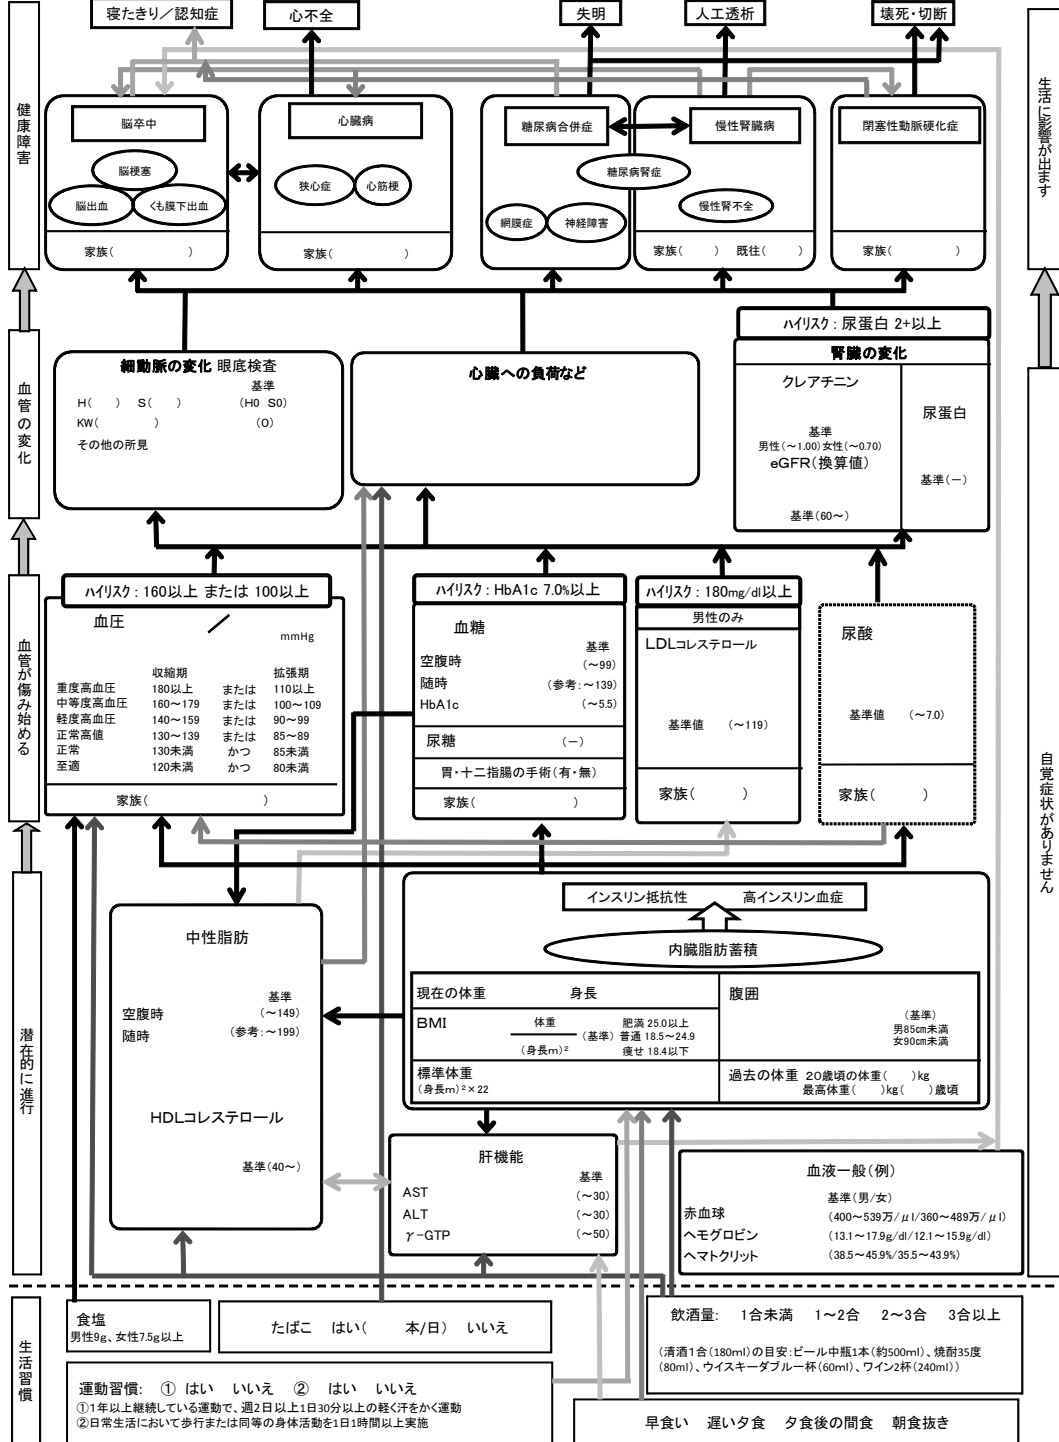 寝たきり／認知症
心不全
失明
人工透析
壊死・切断
健康障害
生活に影響が出ます
脳卒中
脳梗塞
脳出血
くも膜下出血
家族(　　　)
心臓病
狭心症
心筋梗
家族(　　　)
糖尿病合併症
慢性腎臓病
糖尿病腎症
網膜症
神経障害
慢性腎不全
家族(　　)　既往(　　)
閉塞性動脈硬化症
家族(　　　)
血管の変化
細動脈の変化 眼底検査
基準
H(　　)　S(　　)　(H0 S0)
KW(　　　)　(O)
その他の所見
心臓への負荷など
ハイリスク：尿蛋白 2+以上
腎臓の変化
クレアチニン
基準
男性(～1.00)女性(～0.70)
eGFR(換算値)
基準(60～)
尿蛋白
基準(－)
血管が傷み始める
自覚症状がありません
ハイリスク：160以上 または 100以上
血圧　／　mmHg
収縮期　拡張期
重度高血圧　180以上　または　110以上
中等度高血圧　160～179　または　100～109
軽度高血圧　140～159　または　90～99
正常高値　130～139　または　85～89
正常　130未満　かつ　85未満
至適　120未満　かつ　80未満
家族(　　　)
ハイリスク：HbA1c 7.0%以上
血糖
基準
空腹時　(～99)
随時　(参考：～139)
HbA1c　(～5.5)
尿糖　(－)
胃・十二指腸の手術(有・無)
家族(　　　)
ハイリスク：180mg/dl以上
男性のみ
LDLコレステロール
基準値　(～119)
家族(　　　)
尿酸
基準値　(～7.0)
家族(　　　)
潜在的に進行
中性脂肪
基準
空腹時　(～149)
随時　(参考：～199)
HDLコレステロール
基準(40～)
インスリン抵抗性　高インスリン血症
内臓脂肪蓄積
現在の体重　身長
BMI　体重　(身長m)²　(基準)
肥満 25.0以上
普通 18.5～24.9
痩せ 18.4以下
標準体重
(身長m)²×22
腹囲
(基準)
男85cm未満
女90cm未満
過去の体重　20歳頃の体重(　　)kg
最高体重(　　)kg(　　)歳頃
肝機能
基準
AST　(～30)
ALT　(～30)
γ-GTP　(～50)
血液一般(例)
基準(男/女)
赤血球　(400～539万/μl/360～489万/μl)
ヘモグロビン　(13.1～17.9g/dl/12.1～15.9g/dl)
ヘマトクリット　(38.5～45.9%/35.5～43.9%)
生活習慣
食塩
男性9g、女性7.5g以上
たばこ　はい(　　本/日)　いいえ
飲酒量：　1合未満　1～2合　2～3合　3合以上
(清酒1合(180ml)の目安：ビール中瓶1本(約500ml)、焼酎35度
(80ml)、ウイスキーダブル一杯(60ml)、ワイン2杯(240ml))
運動習慣：　①　はい　いいえ　②　はい　いいえ
①1年以上継続している運動で、週2日以上1日30分以上の軽く汗をかく運動
②日常生活において歩行または同等の身体活動を1日1時間以上実施
早食い　遅い夕食　夕食後の間食　朝食抜き